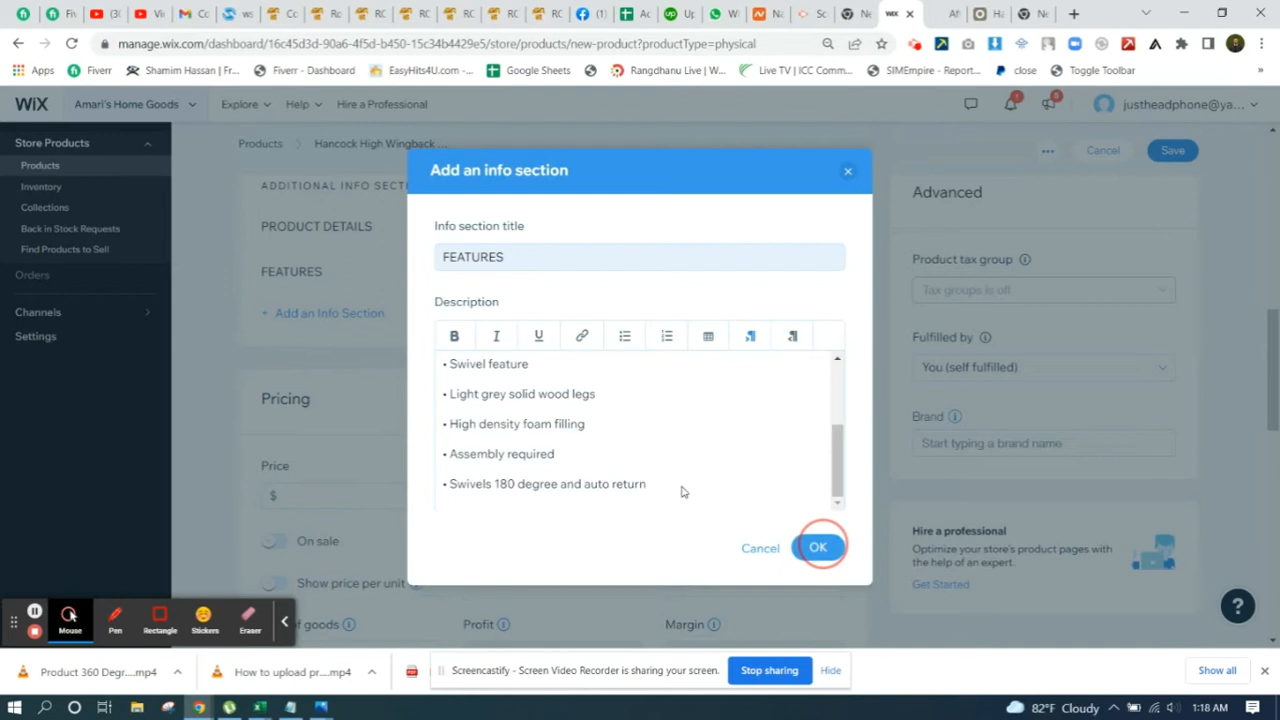 manage.wix.com/dashboard/16c45d3d-90a6-4f5d-b450-15c34b4429e5/store/products/new-product?productType=physical
Apps Fiverr Shamim Hassan | Fr... Fiverr - Dashboard EasyHits4U.com -... Google Sheets Rangdhanu Live | W... Live TV | ICC Comm... SIMEmpire - Report... close Toggle Toolbar »
WiX Amari's Home Goods Explore Help Hire a Professional justheadphone@ya...
Store Products
Products
Inventory
Collections
Back in Stock Requests
Find Products to Sell
Orders
Channels
Settings
Products > Hancock High Wingback ...
... Cancel Save
ADDITIONAL INFO SECTI
PRODUCT DETAILS
FEATURES
+ Add an Info Section
Pricing
Price
$
On sale
Show price per unit
of goods Profit Margin
Add an info section
Info section title
FEATURES
Description
B I U
• Swivel feature
• Light grey solid wood legs
• High density foam filling
• Assembly required
• Swivels 180 degree and auto return
Cancel OK
Advanced
Product tax group
Tax groups is off
Fulfilled by
You (self fulfilled)
Brand
Start typing a brand name
Hire a professional
Optimize your store's product pages with
the help of an expert.
Get Started
?
Mouse Pen Rectangle Stickers Eraser
Product 360 Degr....mp4 How to upload pr....mp4
Screencastify - Screen Video Recorder is sharing your screen. Stop sharing Hide
Show all
82°F Cloudy 1:18 AM